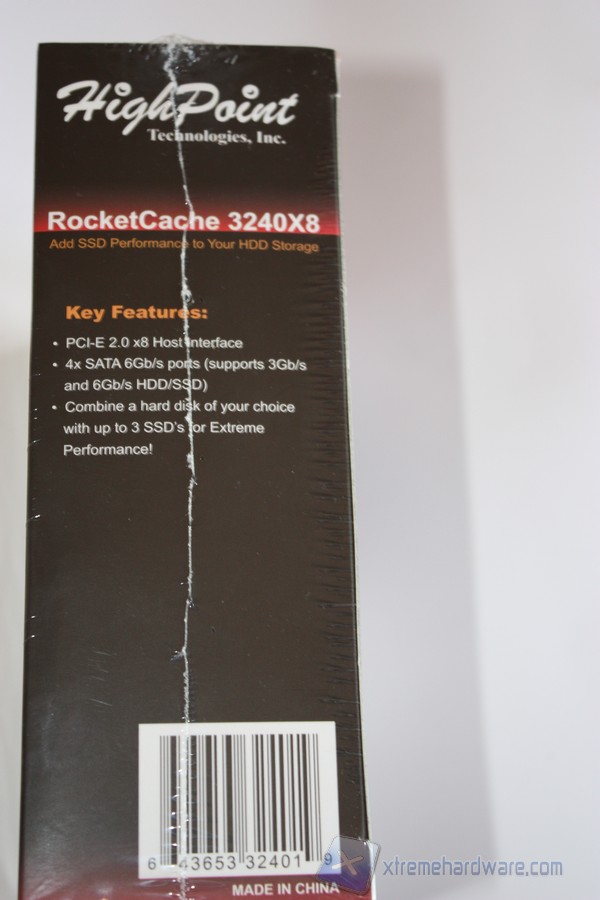 HighPoint
Technologies, Inc.
RocketCache 3240X8
Add SSD Performance to Your HDD Storage
Key Features:
• PCI-E 2.0 x8 Host Interface
• 4x SATA 6Gb/s ports (supports 3Gb/s
and 6Gb/s HDD/SSD)
• Combine a hard disk of your choice
with up to 3 SSD's for Extreme
Performance!
6 43653 32401 9
xtremehardware.com
MADE IN CHINA